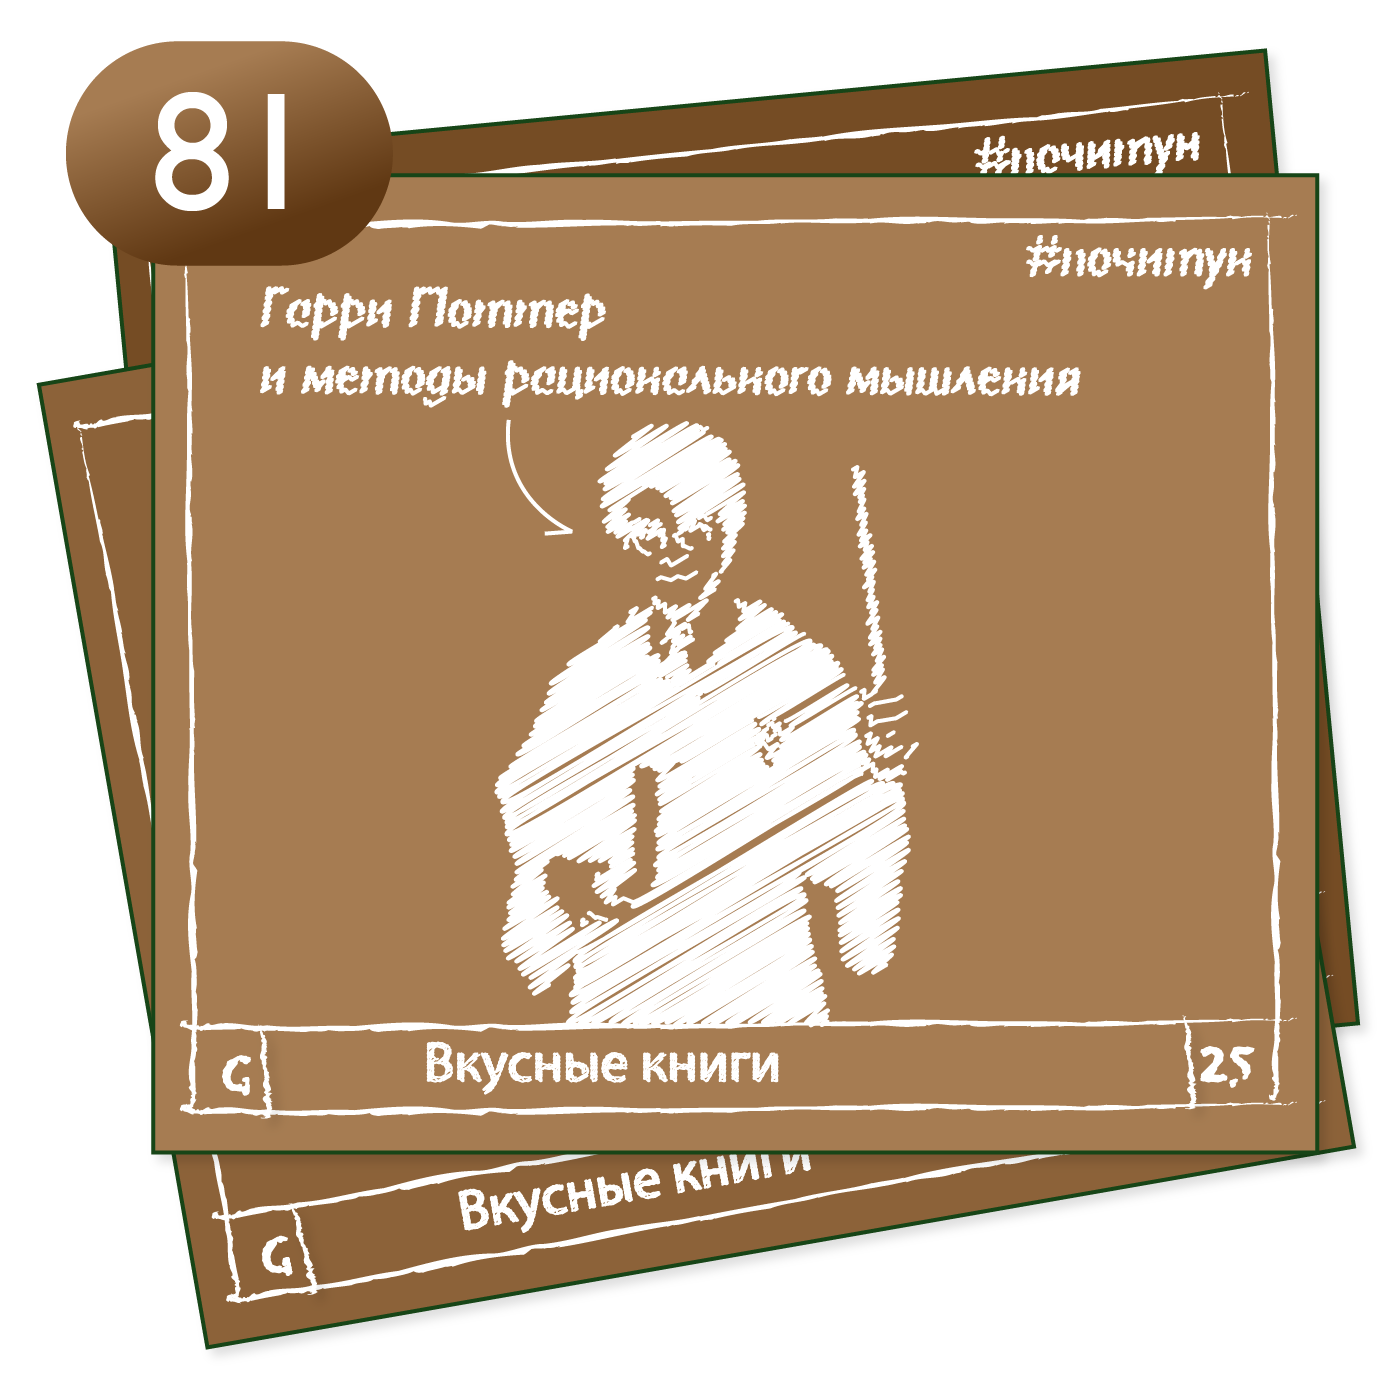 81
#почитун
#почитун
Гарри Поттер
и методы рационального мышления
G
Вкусные книги
25
Вкусные книги
G